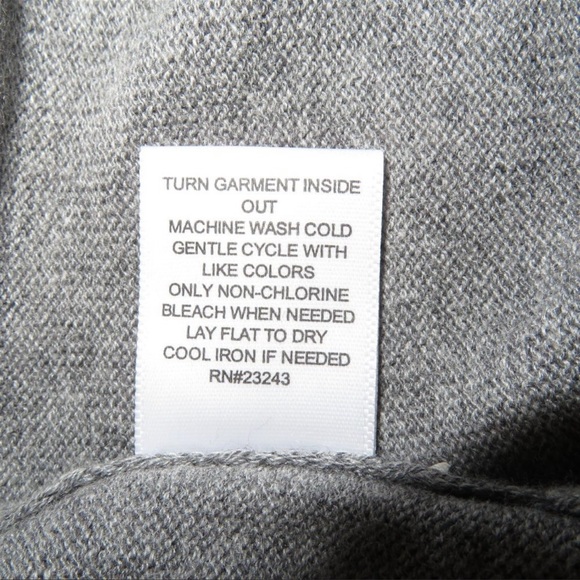 TURN GARMENT INSIDE
OUT
MACHINE WASH COLD
GENTLE CYCLE WITH
LIKE COLORS
ONLY NON-CHLORINE
BLEACH WHEN NEEDED
LAY FLAT TO DRY
COOL IRON IF NEEDED
RN#23243